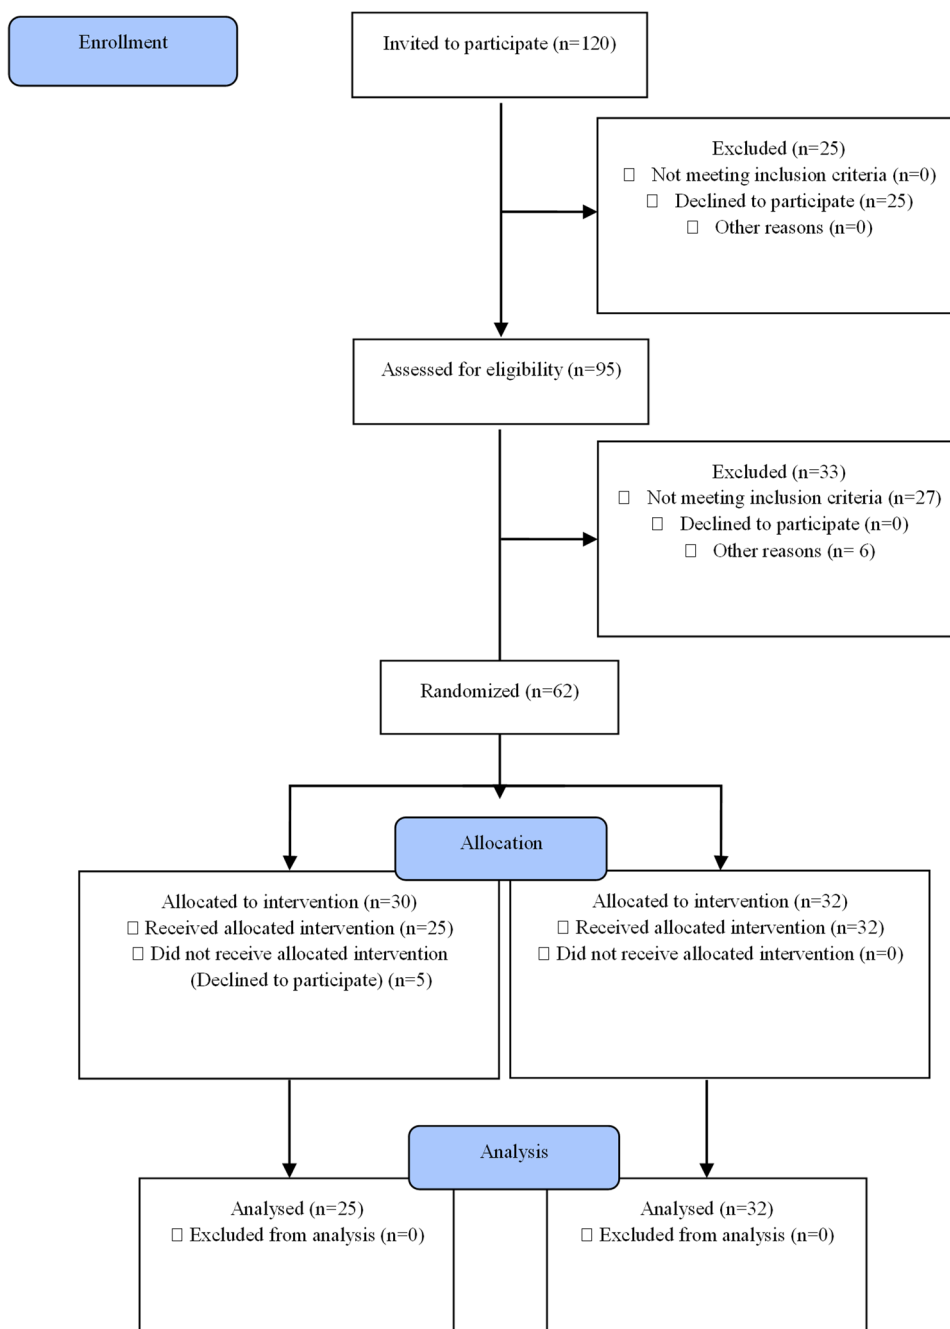 Enrollment
Invited to participate (n=120)
Excluded (n=25)
□ Not meeting inclusion criteria (n=0)
□ Declined to participate (n=25)
□ Other reasons (n=0)
Assessed for eligibility (n=95)
Excluded (n=33)
□ Not meeting inclusion criteria (n=27)
□ Declined to participate (n=0)
□ Other reasons (n= 6)
Randomized (n=62)
Allocation
Allocated to intervention (n=30)
□ Received allocated intervention (n=25)
□ Did not receive allocated intervention
(Declined to participate) (n=5)
Allocated to intervention (n=32)
□ Received allocated intervention (n=32)
□ Did not receive allocated intervention (n=0)
Analysis
Analysed (n=25)
□ Excluded from analysis (n=0)
Analysed (n=32)
□ Excluded from analysis (n=0)